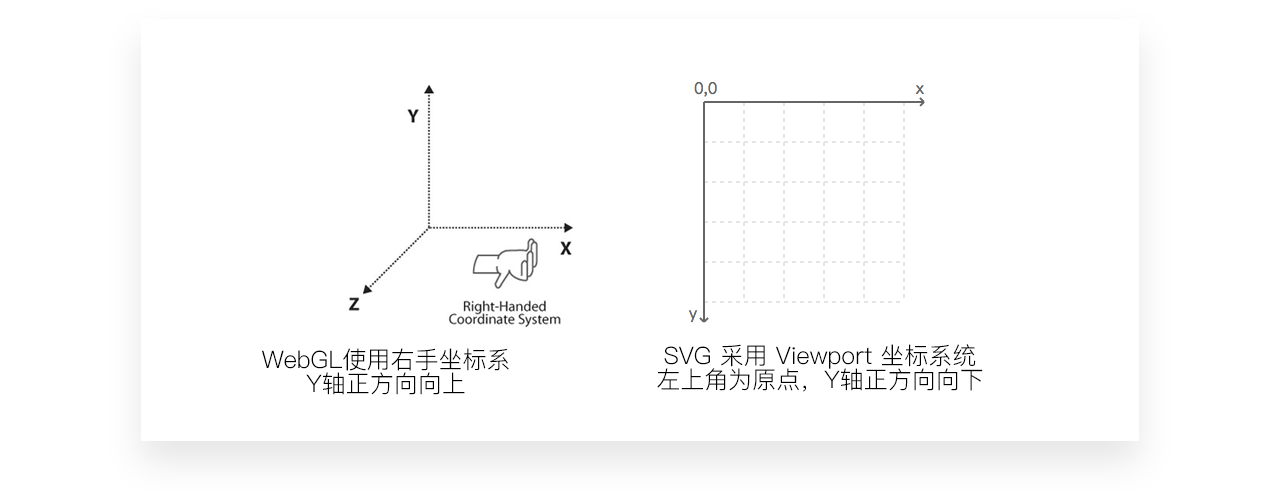 Y
X
Z
Right-Handed
Coordinate System
WebGL使用右手坐标系
Y轴正方向向上
0,0
x
y
SVG 采用 Viewport 坐标系统
左上角为原点，Y轴正方向向下